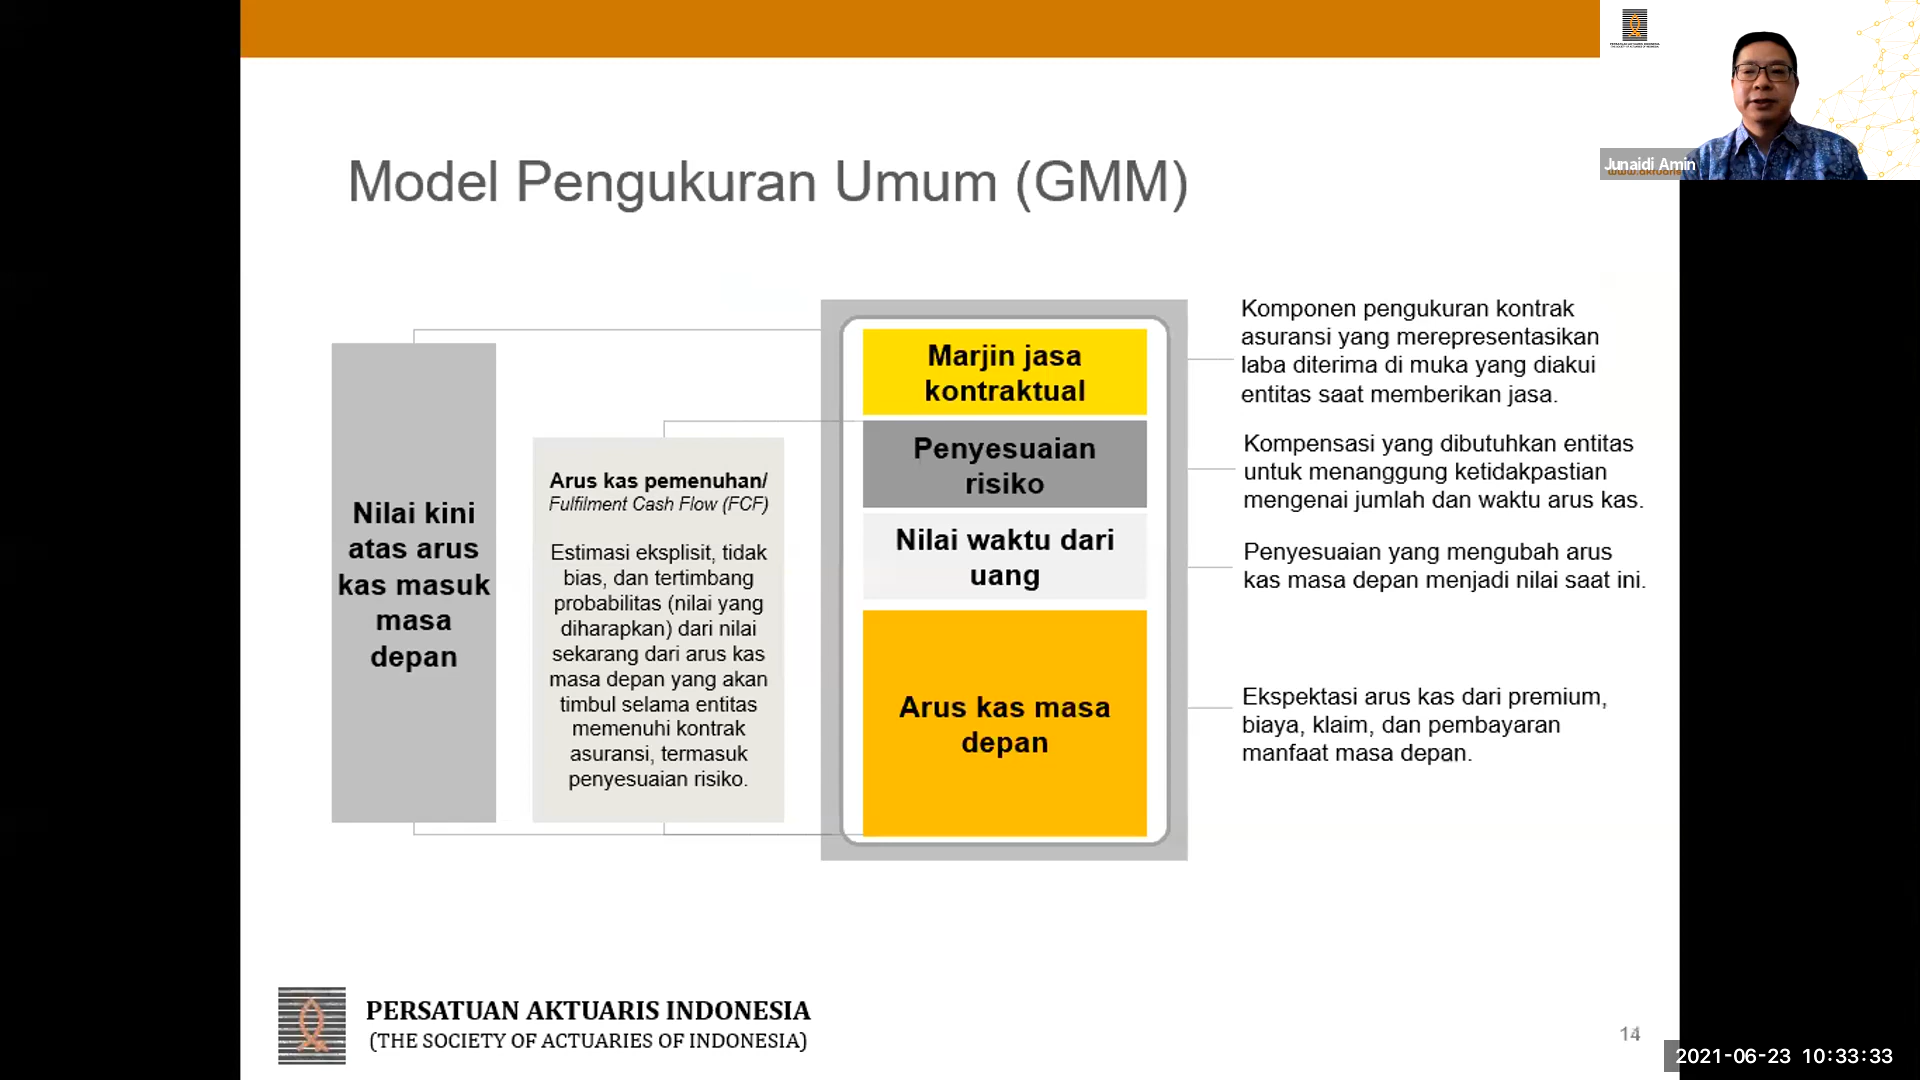 Model Pengukuran Umum (GMM)
Nilai kini
atas arus
kas masuk
masa
depan
Arus kas pemenuhan/
Fulfilment Cash Flow (FCF)
Estimasi eksplisit, tidak
bias, dan tertimbang
probabilitas (nilai yang
diharapkan) dari nilai
sekarang dari arus kas
masa depan yang akan
timbul selama entitas
memenuhi kontrak
asuransi, termasuk
penyesuaian risiko.
Marjin jasa
kontraktual
Penyesuaian
risiko
Nilai waktu dari
uang
Arus kas masa
depan
Komponen pengukuran kontrak
asuransi yang merepresentasikan
laba diterima di muka yang diakui
entitas saat memberikan jasa.
Kompensasi yang dibutuhkan entitas
untuk menanggung ketidakpastian
mengenai jumlah dan waktu arus kas.
Penyesuaian yang mengubah arus
kas masa depan menjadi nilai saat ini.
Ekspektasi arus kas dari premium,
biaya, klaim, dan pembayaran
manfaat masa depan.
Junaidi Amin
PERSATUAN AKTUARIS INDONESIA
(THE SOCIETY OF ACTUARIES OF INDONESIA)
14
2021-06-23 10:33:33